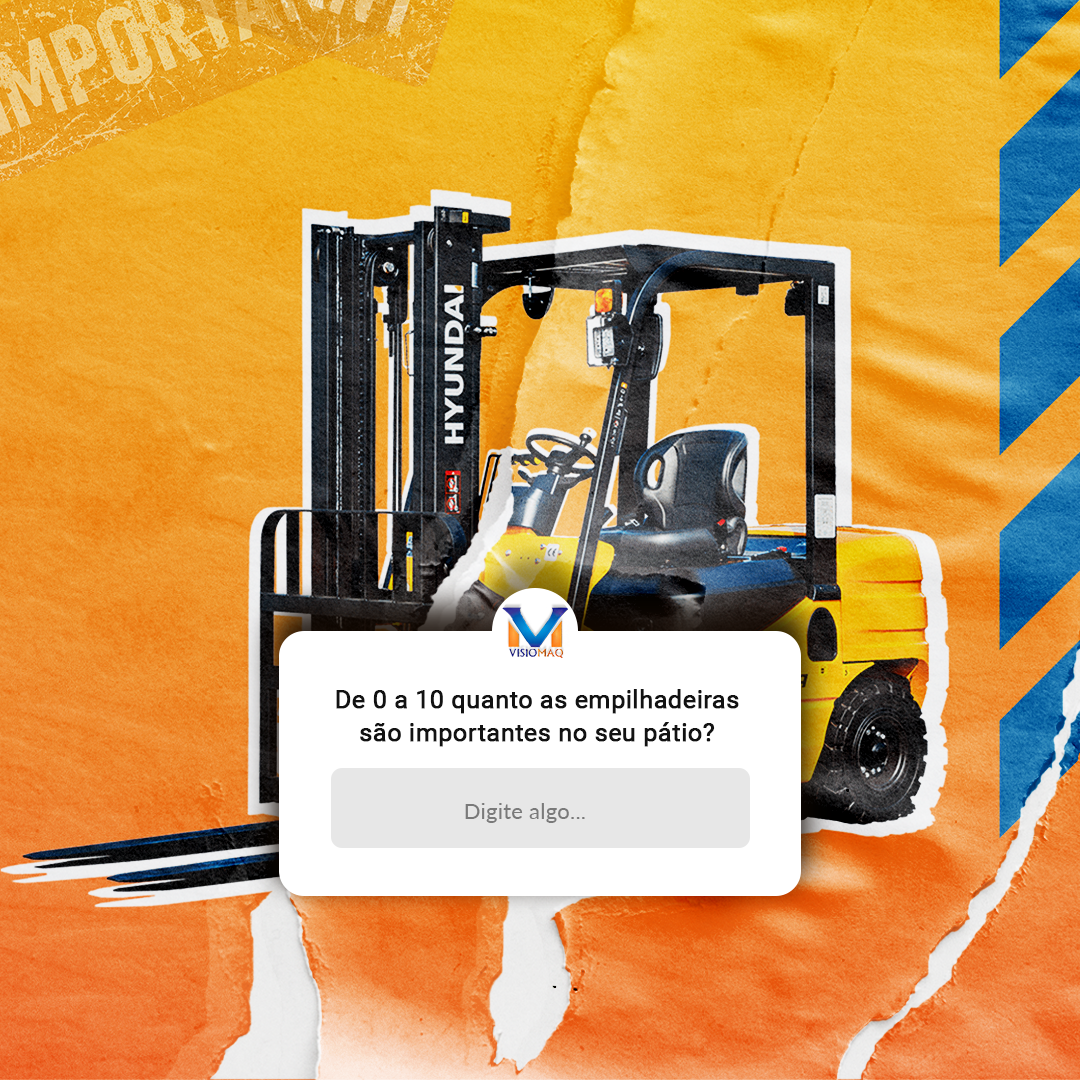 IMPORTANT
HYUNDAI
VISIOMAQ
De 0 a 10 quanto as empilhadeiras
são importantes no seu pátio?
Digite algo...